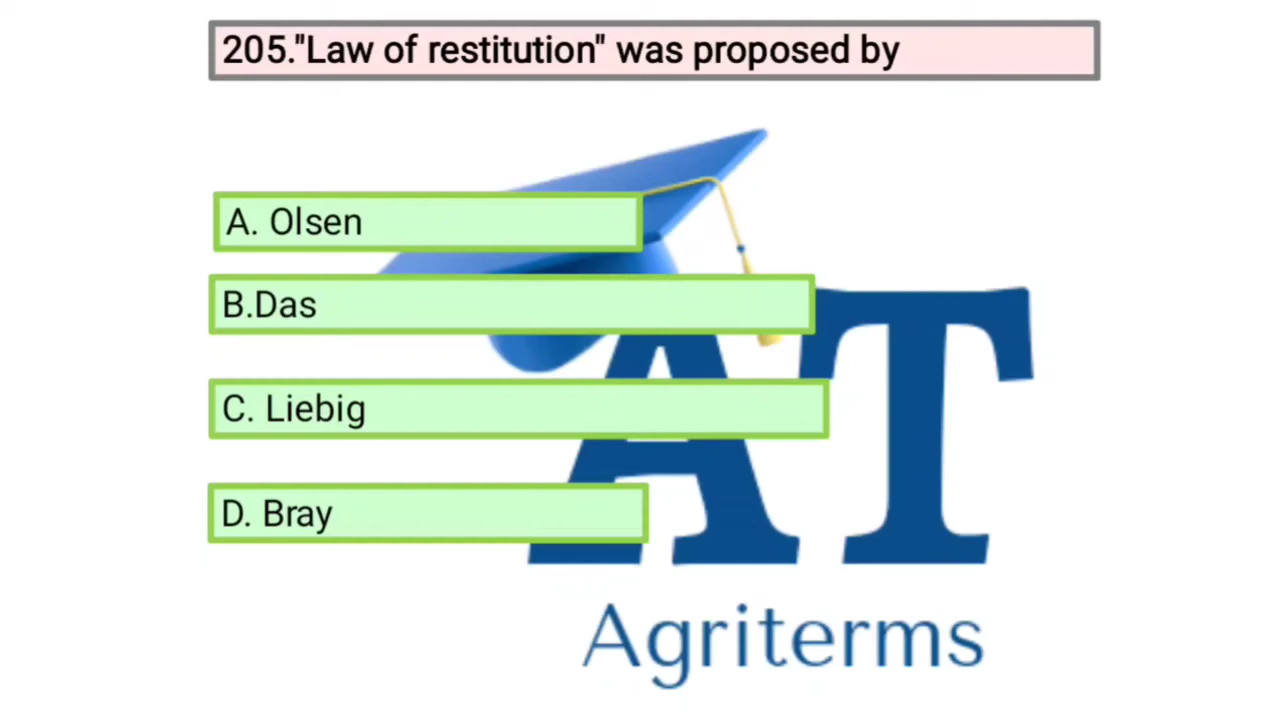 205."Law of restitution" was proposed by
A. Olsen
B.Das
C. Liebig
D. Bray
AT
Agriterms